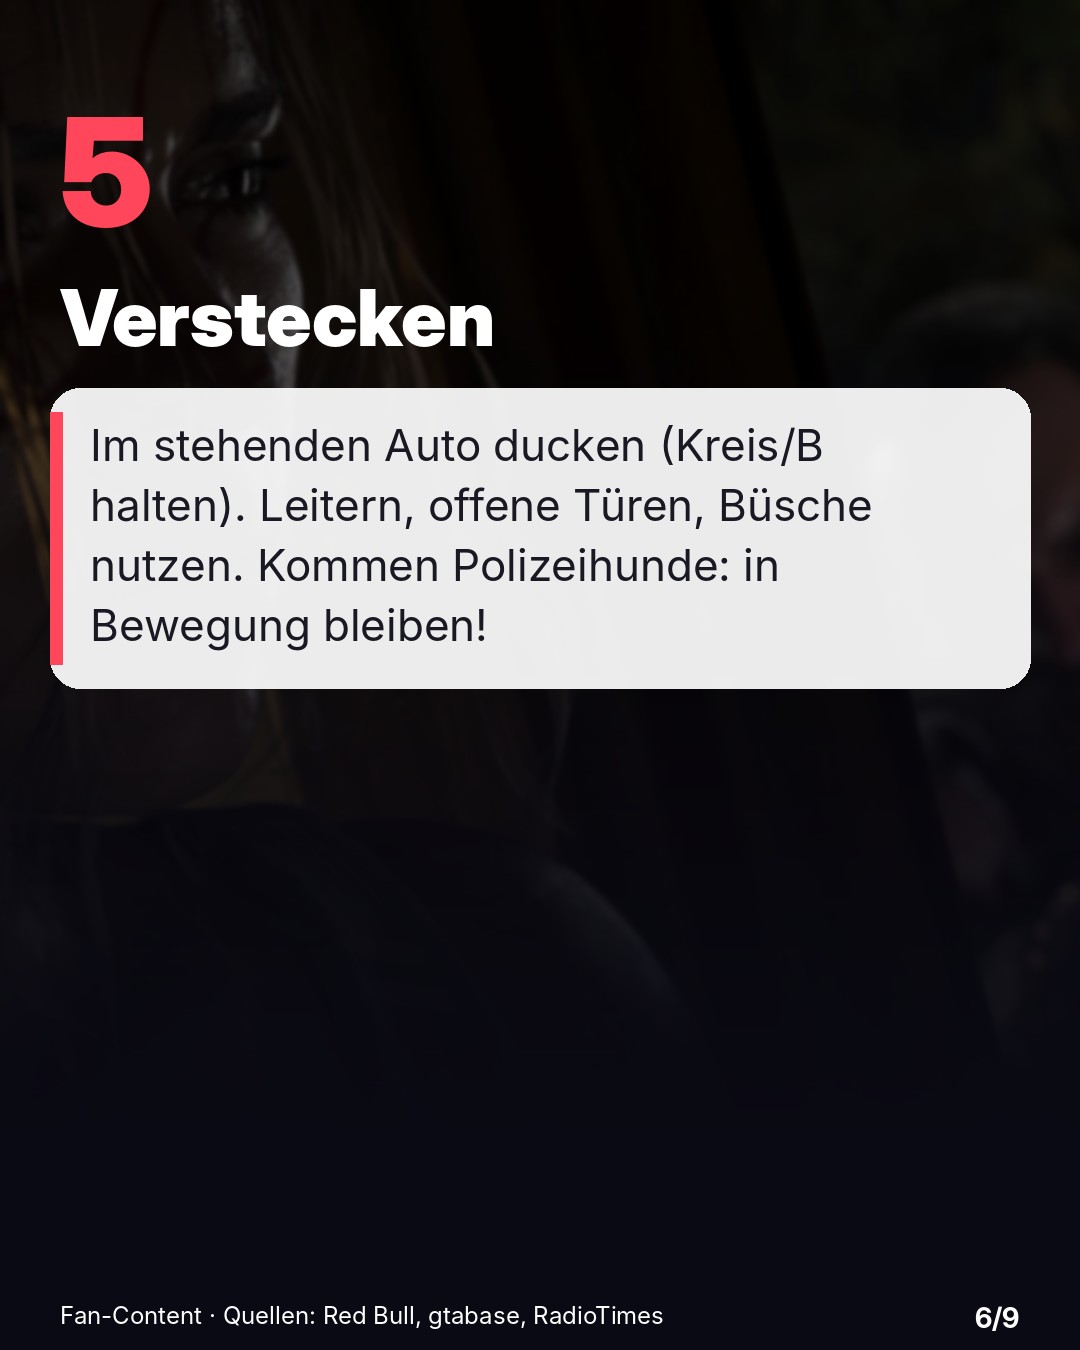 5
Verstecken
Im stehenden Auto ducken (Kreis/B
halten). Leitern, offene Türen, Büsche
nutzen. Kommen Polizeihunde: in
Bewegung bleiben!
Fan-Content · Quellen: Red Bull, gtabase, RadioTimes
6/9